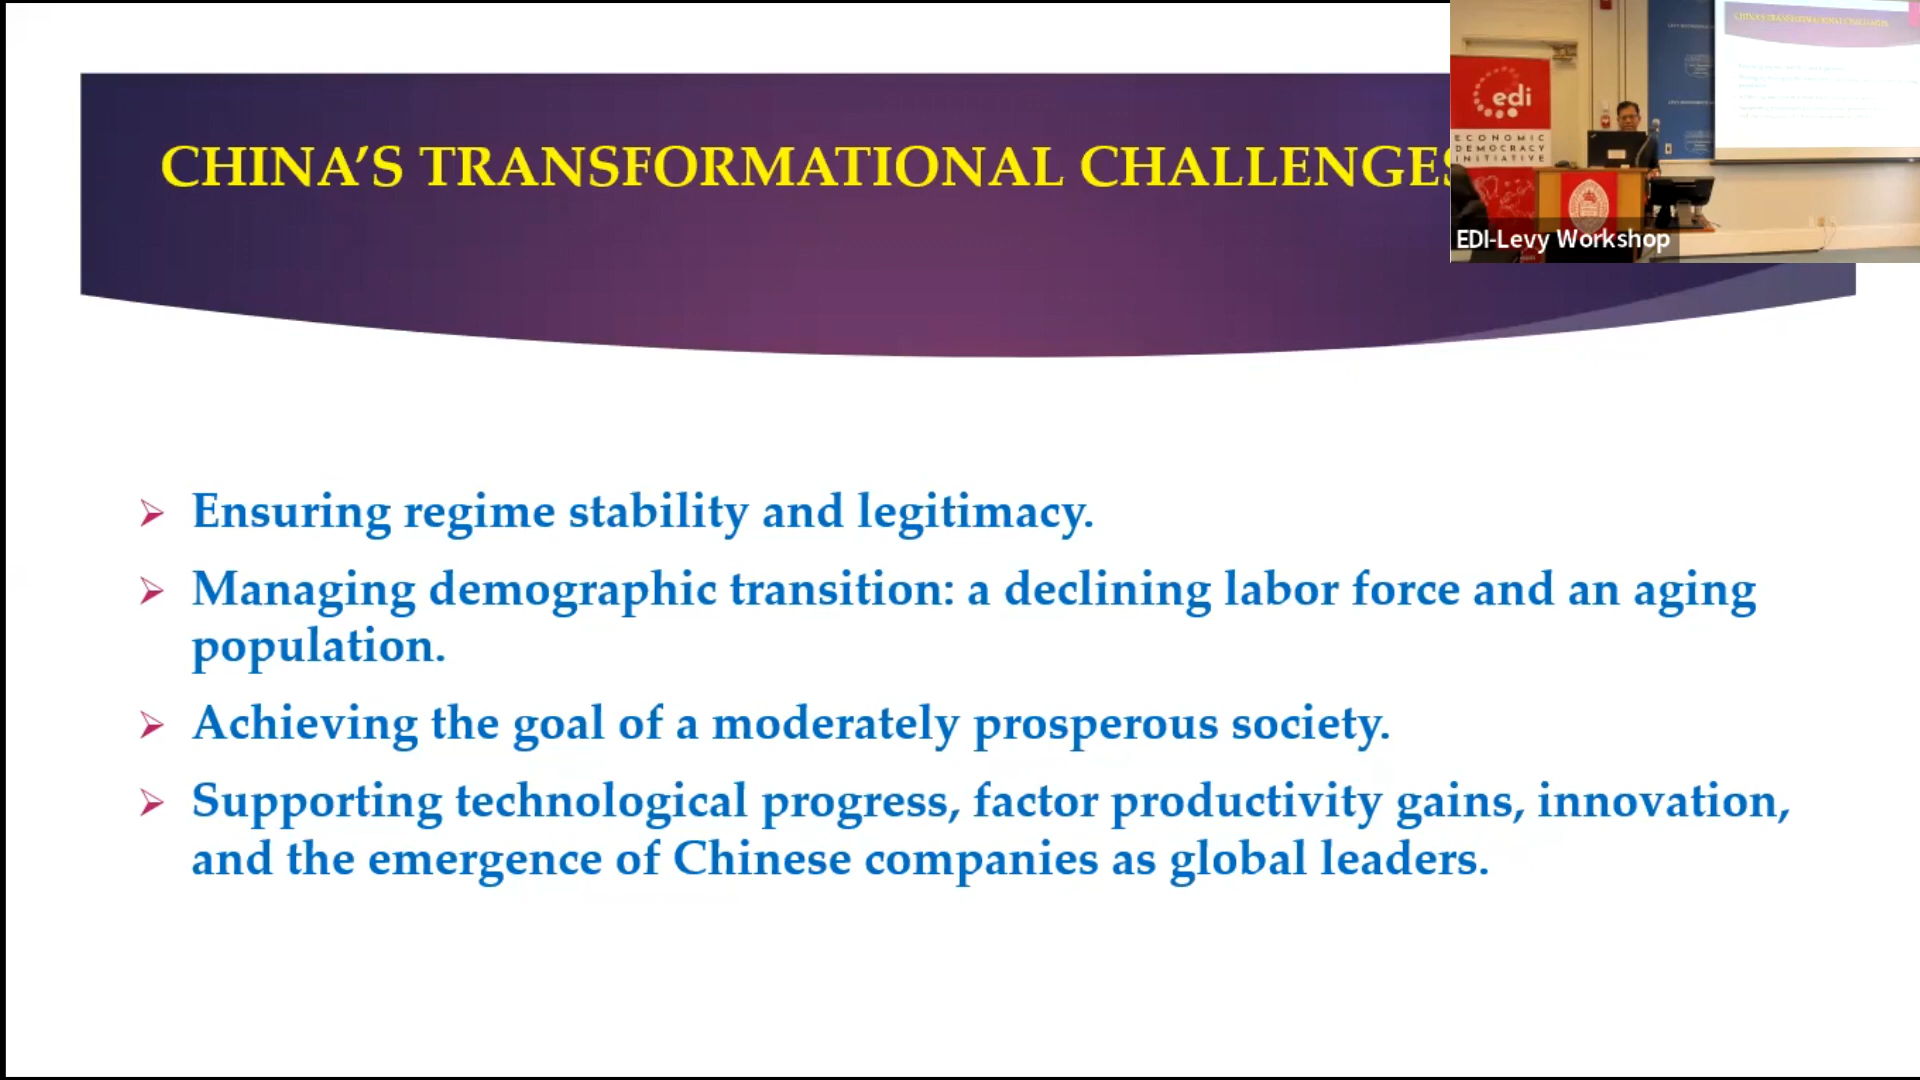 CHINA’S TRANSFORMATIONAL CHALLENGES
edi
ECONOMIC
DEMOCRACY
INITIATIVE
EDI-Levy Workshop
Ensuring regime stability and legitimacy.
Managing demographic transition: a declining labor force and an aging
population.
Achieving the goal of a moderately prosperous society.
Supporting technological progress, factor productivity gains, innovation,
and the emergence of Chinese companies as global leaders.